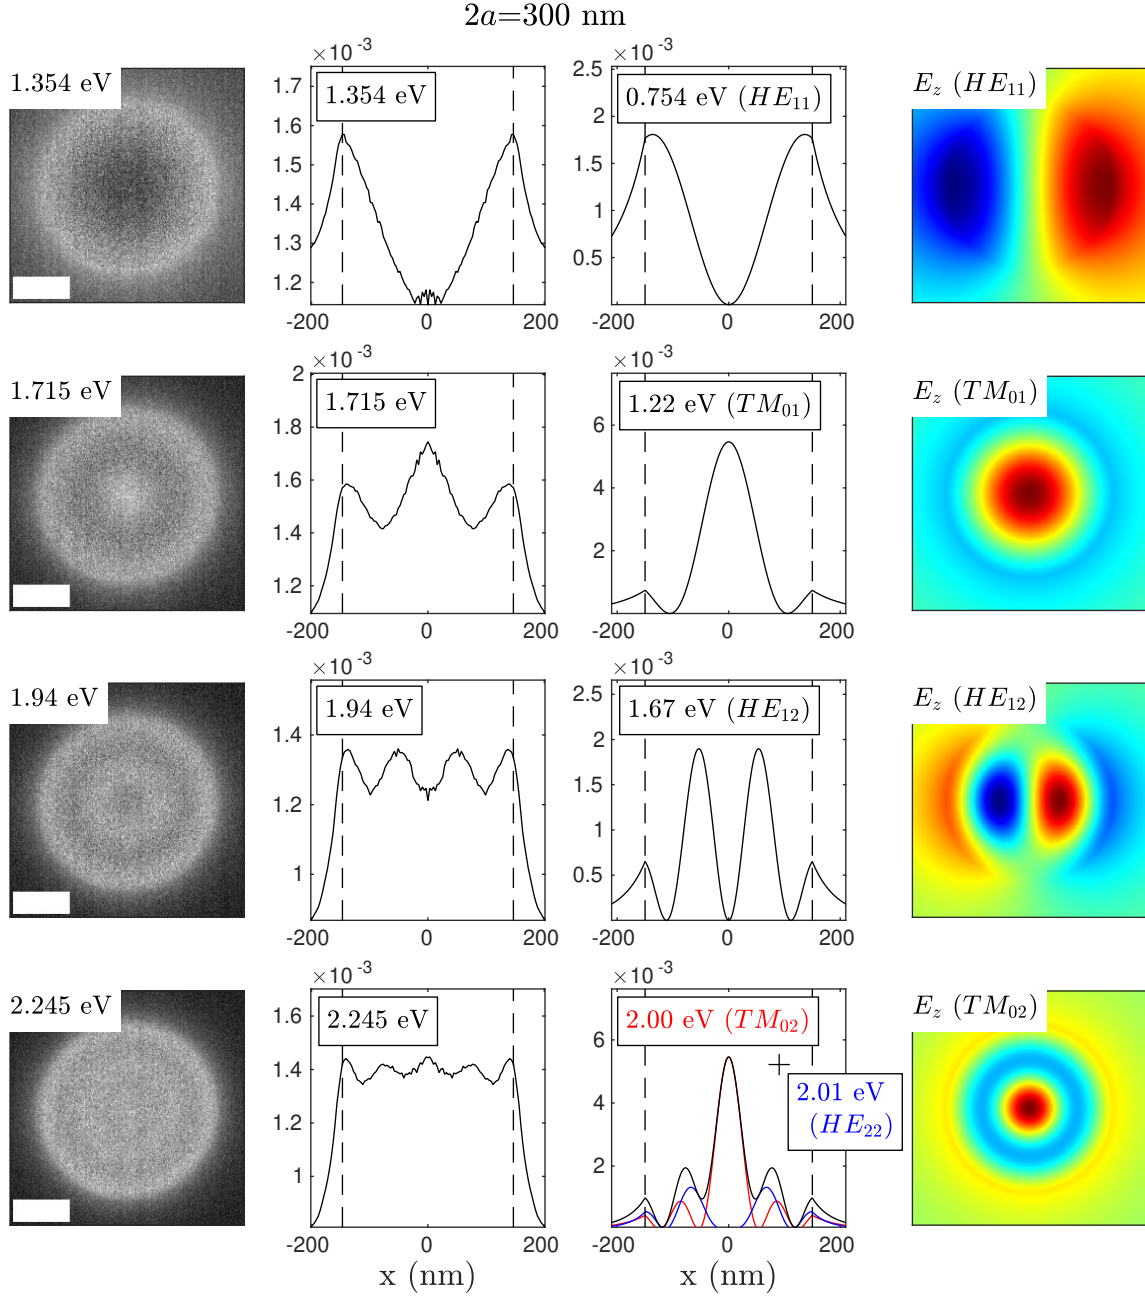 2a=300 nm
×10 -3
×10 -3
1.354 eV
1.7
1.354 eV
2.5
0.754 eV (HE11)
Ez (HE11)
1.6
2
1.5
1.5
1.4
1
1.3
0.5
1.2
-200 0 200
-200 0 200
×10 -3
×10 -3
1.715 eV
2
1.715 eV
1.22 eV (TM01)
Ez (TM01)
1.8
6
1.6
4
1.4
2
1.2
-200 0 200
-200 0 200
×10 -3
×10 -3
1.94 eV
1.94 eV
2.5
1.67 eV (HE12)
Ez (HE12)
1.4
2
1.5
1.2
1
1
0.5
-200 0 200
-200 0 200
×10 -3
×10 -3
2.245 eV
1.6
2.245 eV
2.00 eV (TM02)
Ez (TM02)
6
1.4
2.01 eV
(HE22)
4
1.2
2
1
-200 0 200
-200 0 200
x (nm)
x (nm)